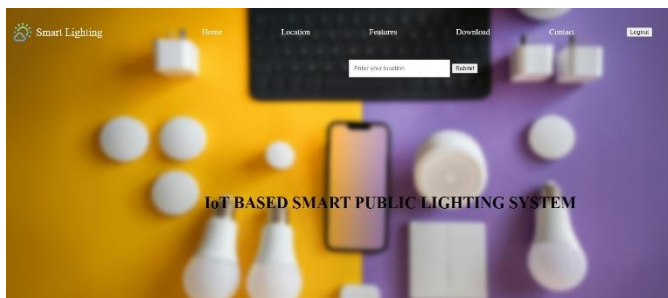 Smart Lighting
Home
Location
Features
Download
Contact
Logout
Enter your location
Submit
IoT BASED SMART PUBLIC LIGHTING SYSTEM